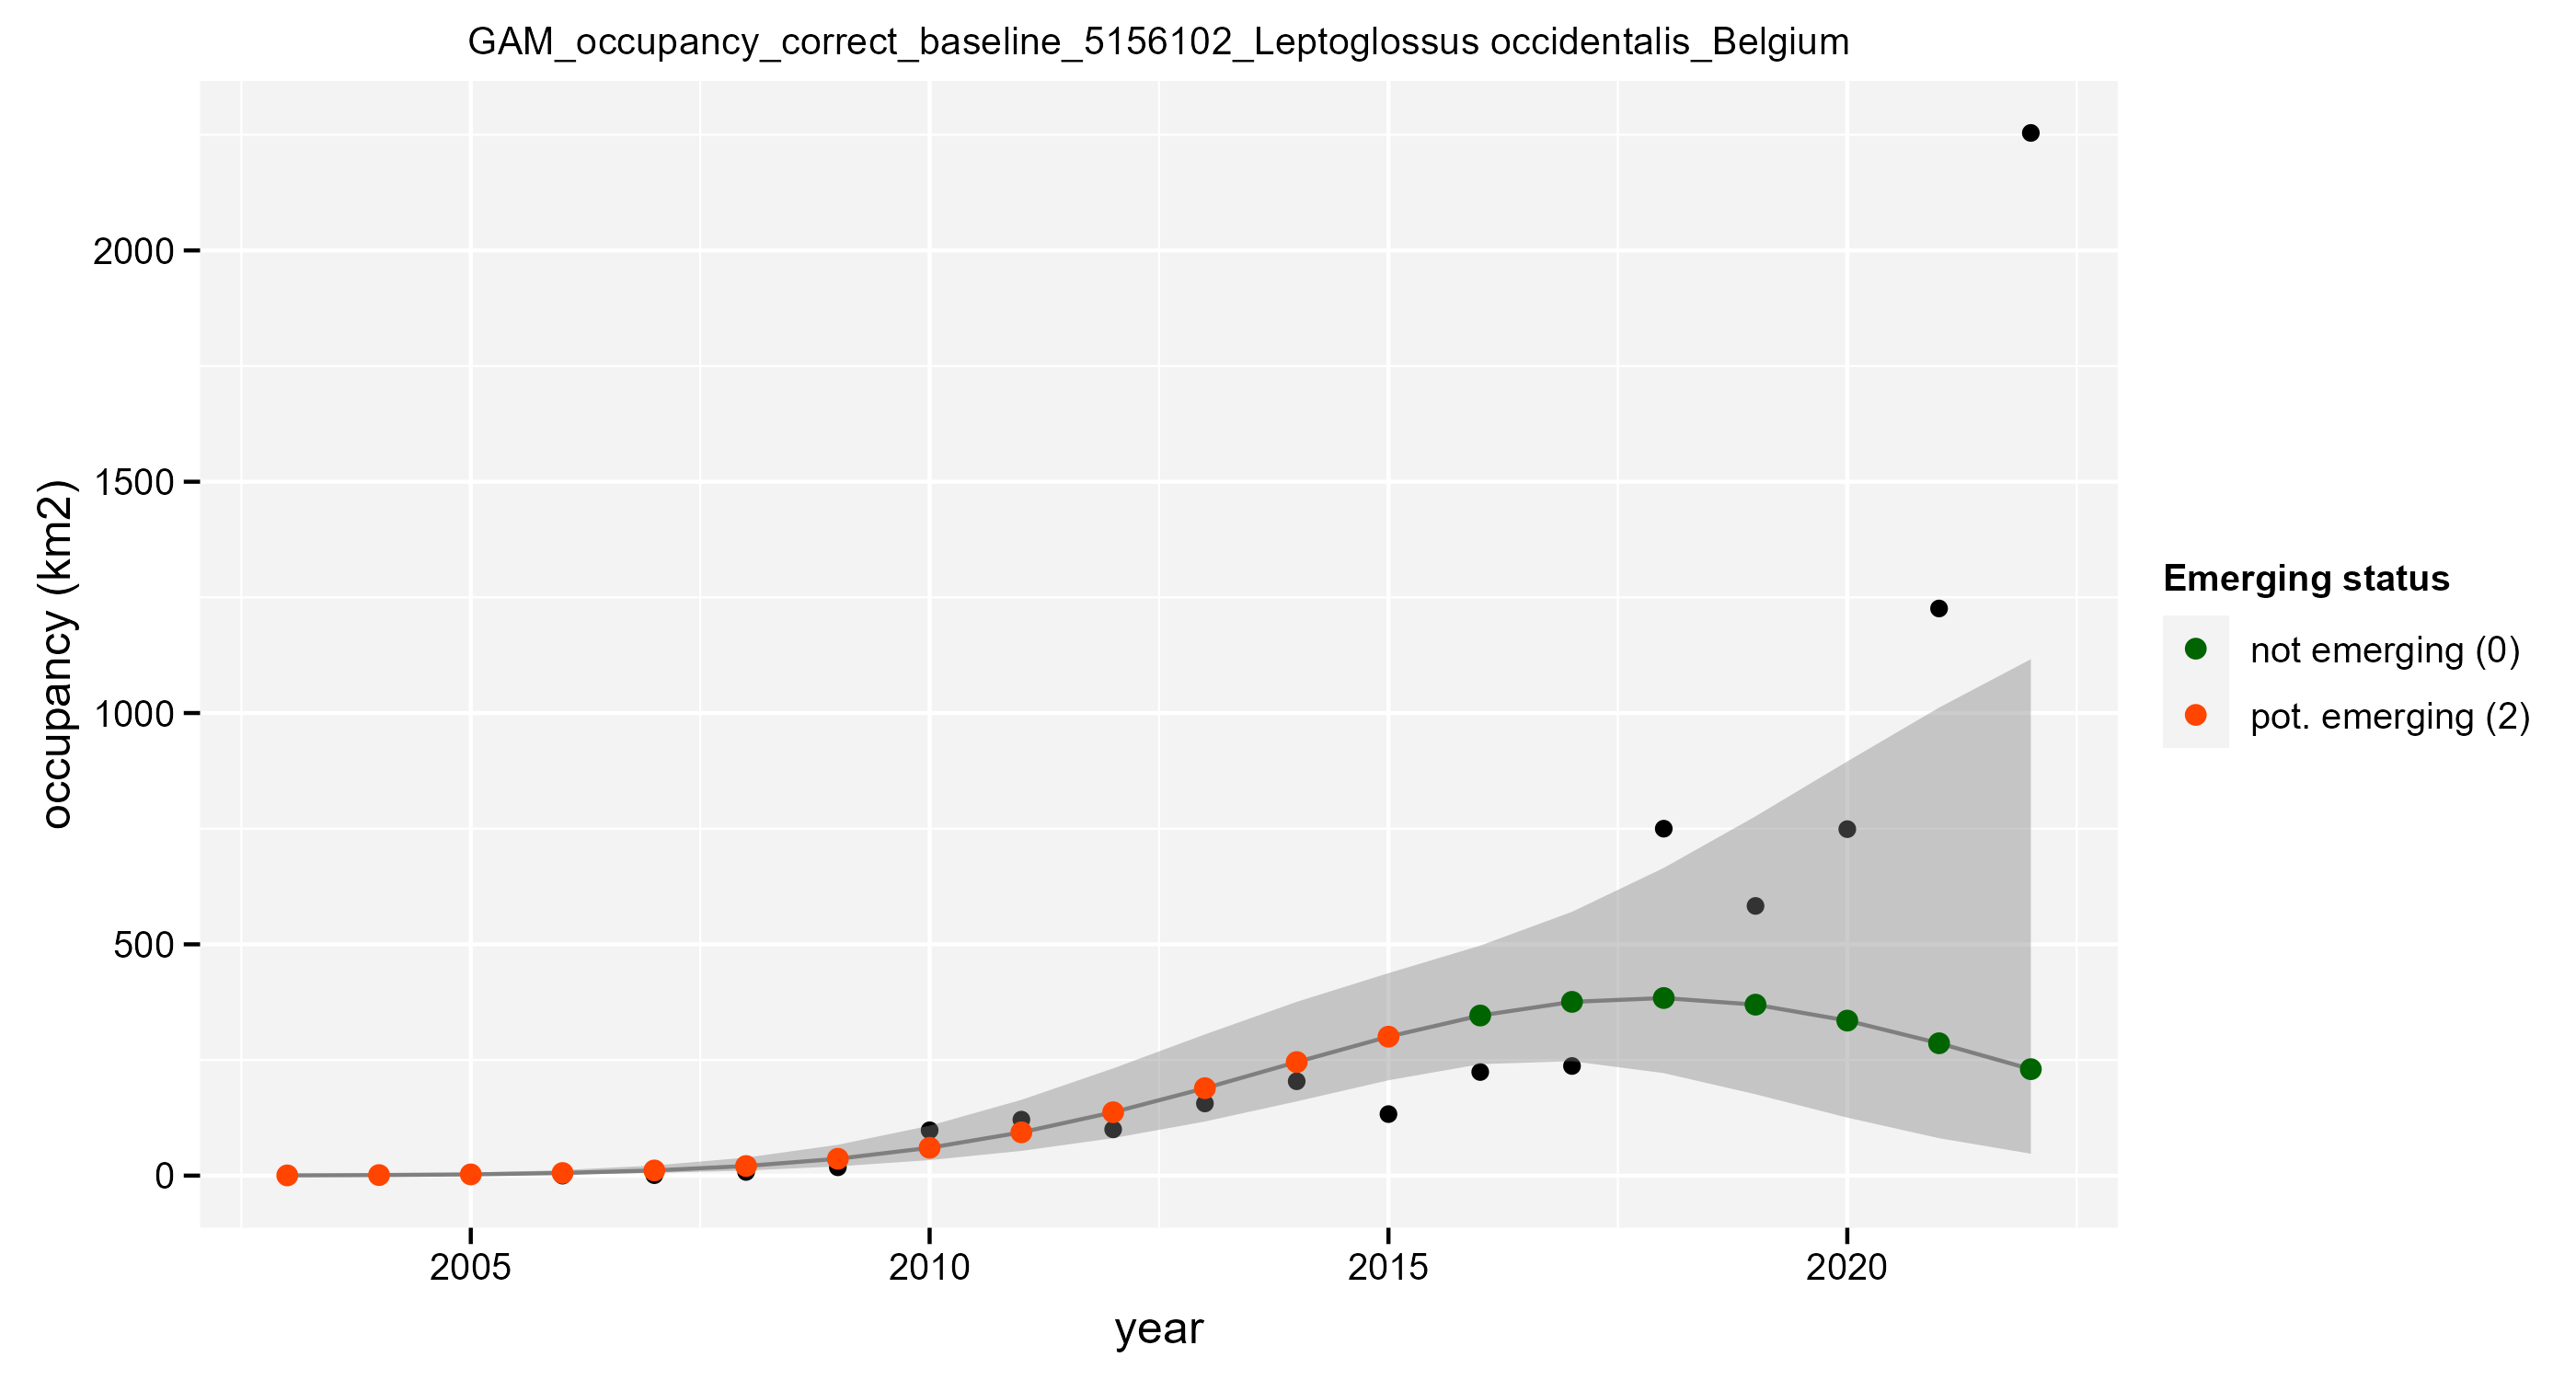 GAM_occupancy_correct_baseline_5156102_Leptoglossus occidentalis_Belgium
occupancy (km2)
2000
1500
1000
500
0
2005
2010
2015
2020
year
Emerging status
not emerging (0)
pot. emerging (2)